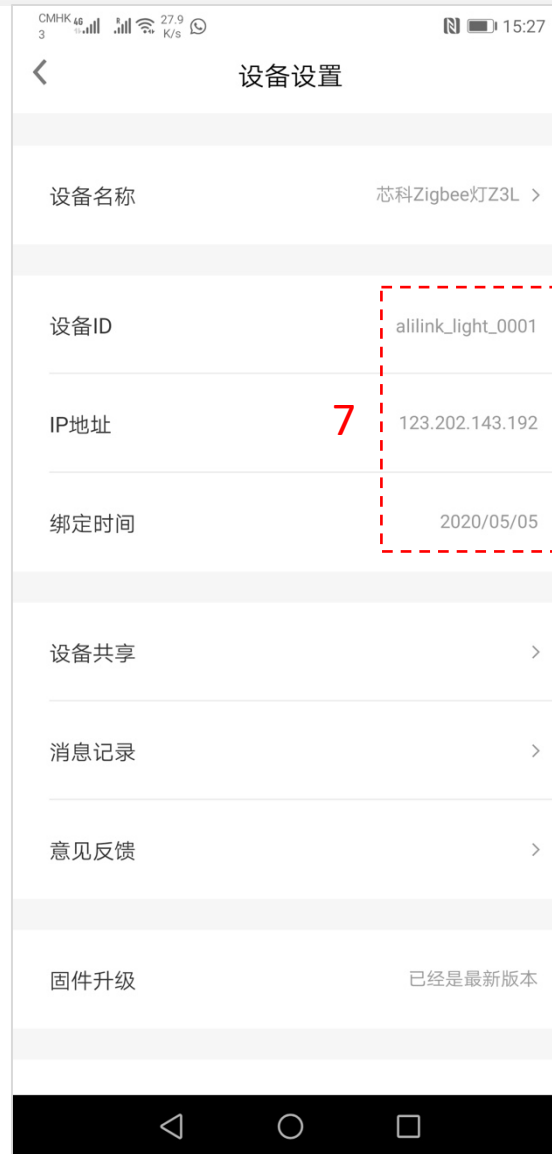 CMHK 4G 27.9 15:27
3 K/s
设备设置
设备名称 芯科Zigbee灯Z3L
设备ID alilink_light_0001
IP地址 7 123.202.143.192
绑定时间 2020/05/05
设备共享
消息记录
意见反馈
固件升级 已经是最新版本